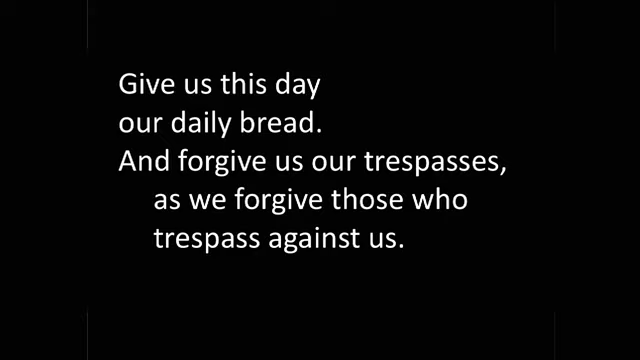 Give us this day
our daily bread.
And forgive us our trespasses,
as we forgive those who
trespass against us.